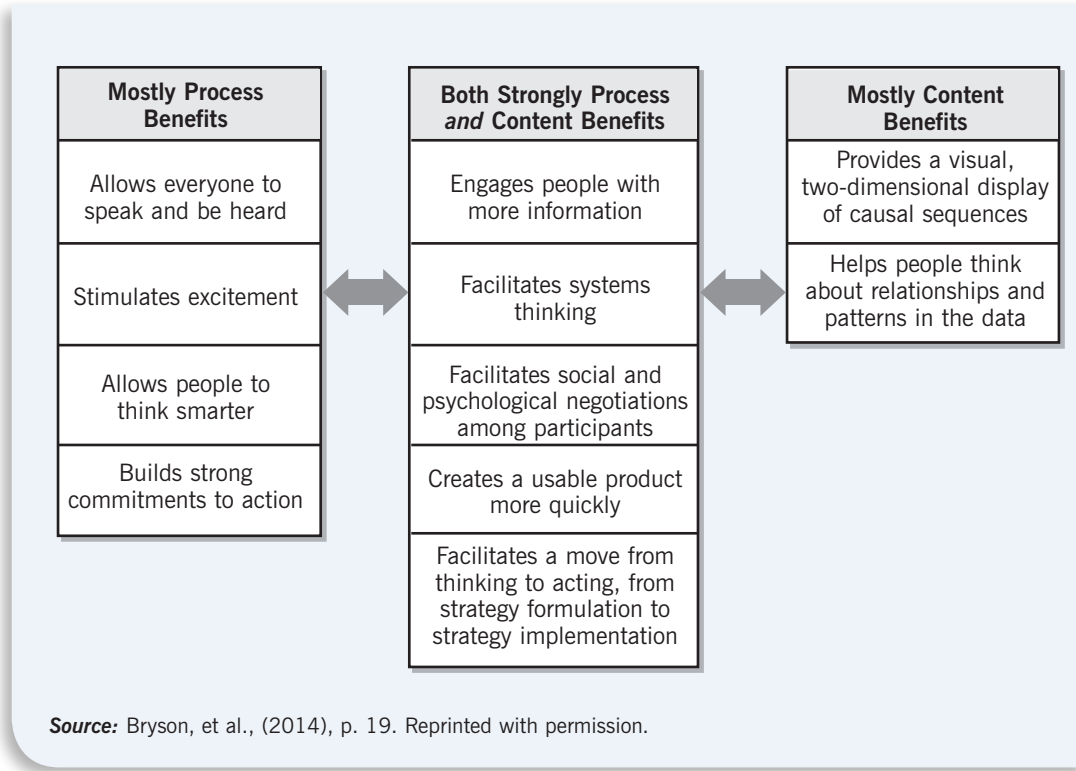 Mostly Process
Benefits
Allows everyone to
speak and be heard
Stimulates excitement
Allows people to
think smarter
Builds strong
commitments to action
Both Strongly Process
and Content Benefits
Engages people with
more information
Facilitates systems
thinking
Facilitates social and
psychological negotiations
among participants
Creates a usable product
more quickly
Facilitates a move from
thinking to acting, from
strategy formulation to
strategy implementation
Mostly Content
Benefits
Provides a visual,
two-dimensional display
of causal sequences
Helps people think
about relationships and
patterns in the data
Source: Bryson, et al., (2014), p. 19. Reprinted with permission.